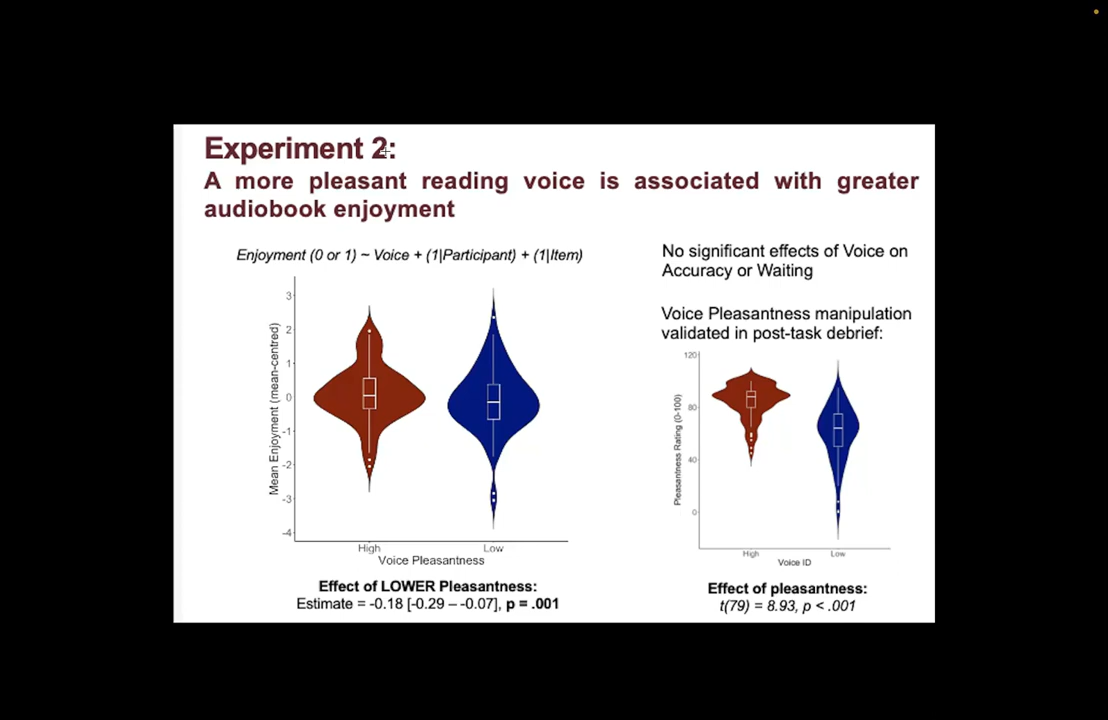 Experiment 2:
A more pleasant reading voice is associated with greater
audiobook enjoyment
Enjoyment (0 or 1) ~ Voice + (1|Participant) + (1|Item)
3
2
1
0
-1
-2
-3
-4
Mean Enjoyment (mean-centred)
High
Low
Voice Pleasantness
Effect of LOWER Pleasantness:
Estimate = -0.18 [-0.29 – -0.07], p = .001
No significant effects of Voice on
Accuracy or Waiting
Voice Pleasantness manipulation
validated in post-task debrief:
120
80
40
0
Pleasantness Rating (0-100)
High
Low
Voice ID
Effect of pleasantness:
t(79) = 8.93, p < .001